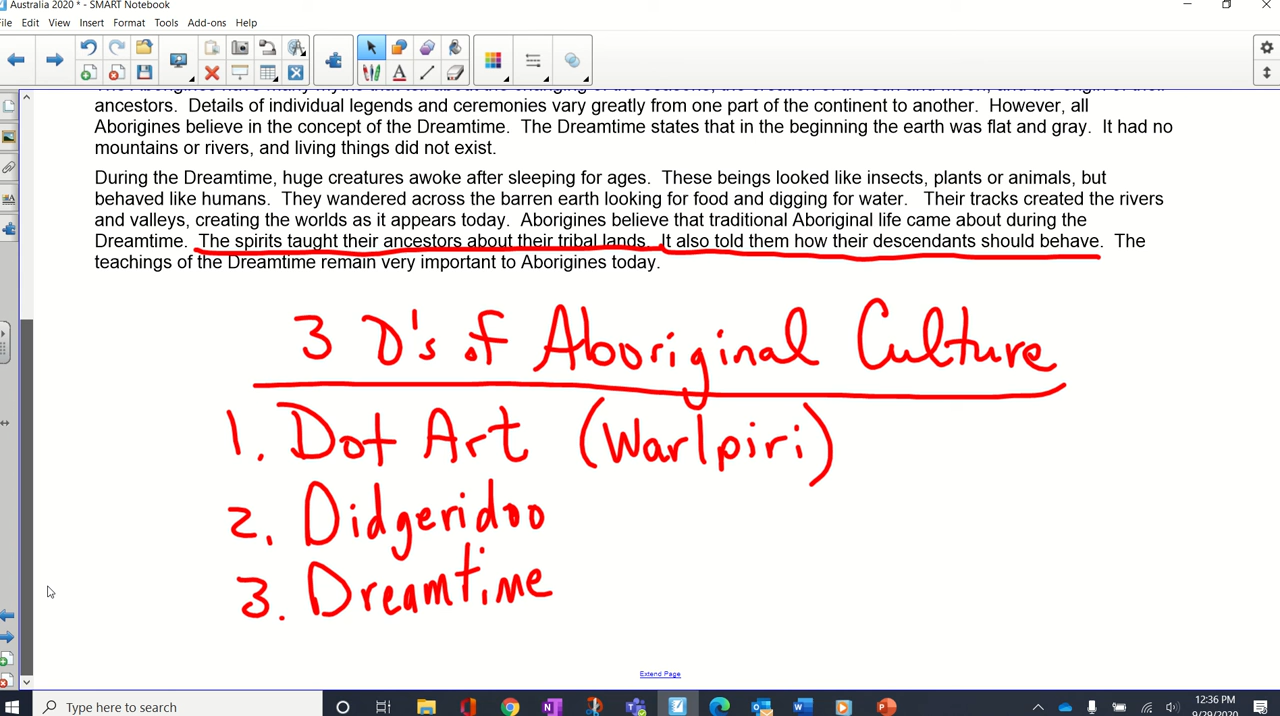 Australia 2020 * - SMART Notebook
File Edit View Insert Format Tools Add-ons Help
ancestors. Details of individual legends and ceremonies vary greatly from one part of the continent to another. However, all
Aborigines believe in the concept of the Dreamtime. The Dreamtime states that in the beginning the earth was flat and gray. It had no
mountains or rivers, and living things did not exist.
During the Dreamtime, huge creatures awoke after sleeping for ages. These beings looked like insects, plants or animals, but
behaved like humans. They wandered across the barren earth looking for food and digging for water. Their tracks created the rivers
and valleys, creating the worlds as it appears today. Aborigines believe that traditional Aboriginal life came about during the
Dreamtime. The spirits taught their ancestors about their tribal lands. It also told them how their descendants should behave. The
teachings of the Dreamtime remain very important to Aborigines today.
3 D's of Aboriginal Culture
1. Dot Art (Warlpiri)
2. Didgeridoo
3. Dreamtime
Extend Page
Type here to search
12:36 PM
9/29/2020